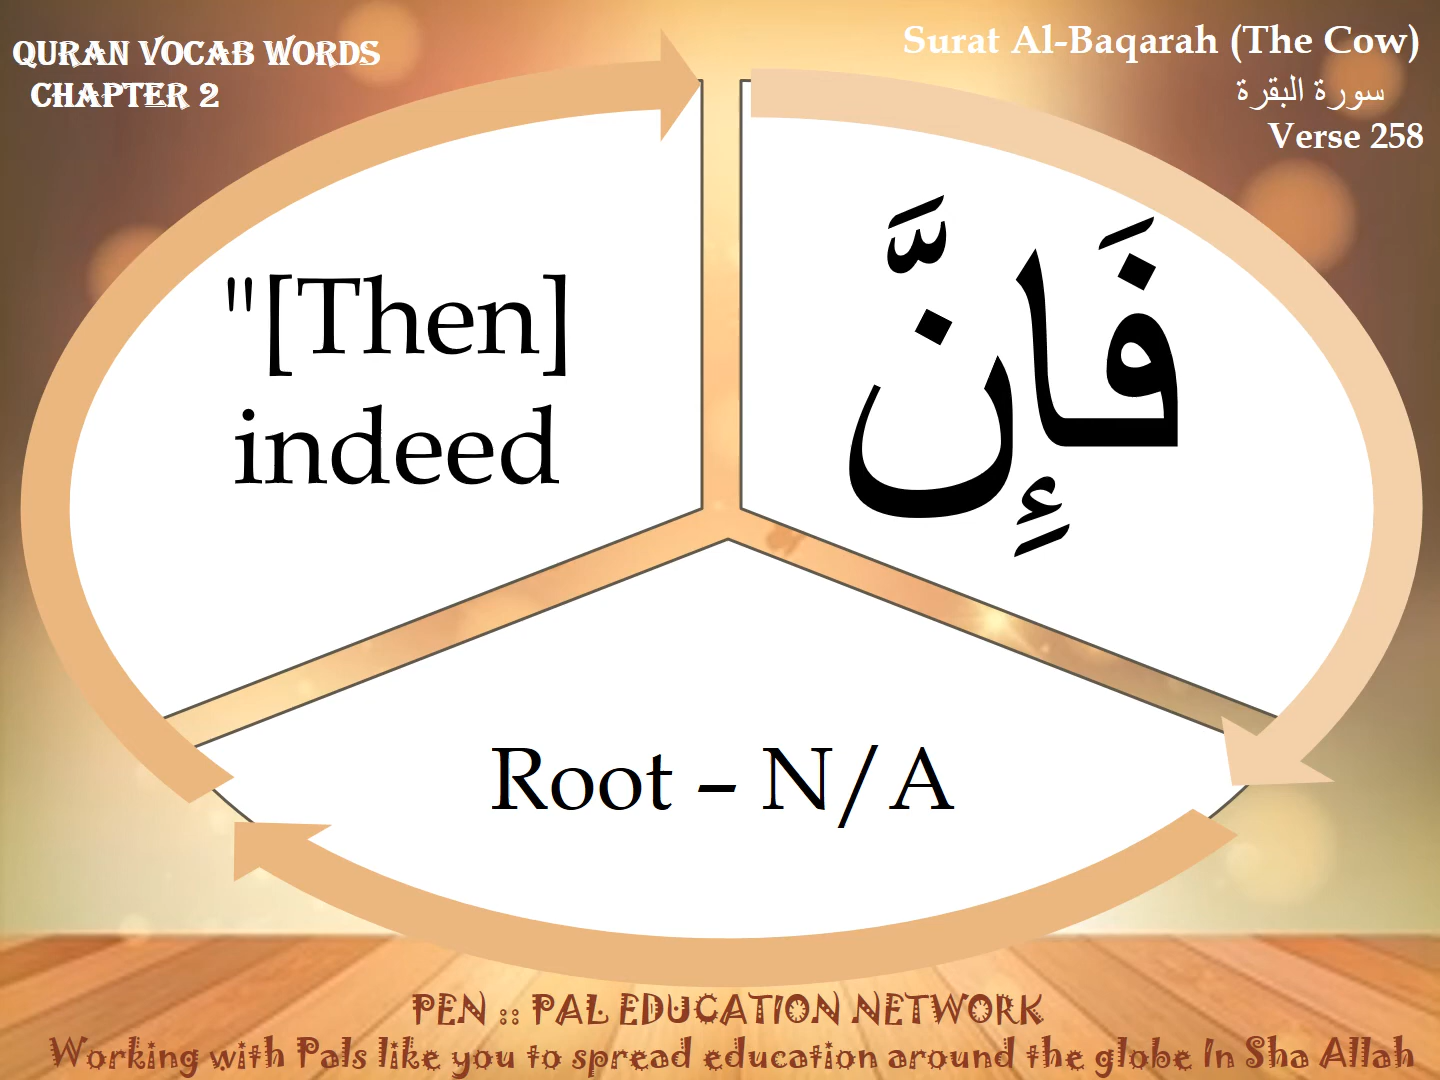 QURAN VOCAB WORDS
CHAPTER 2
Surat Al-Baqarah (The Cow)
سورة البقرة
Verse 258
"[Then]
indeed
فَإِنَّ
Root – N/A
PEN :: PAL EDUCATION NETWORK
Working with Pals like you to spread education around the globe In Sha Allah